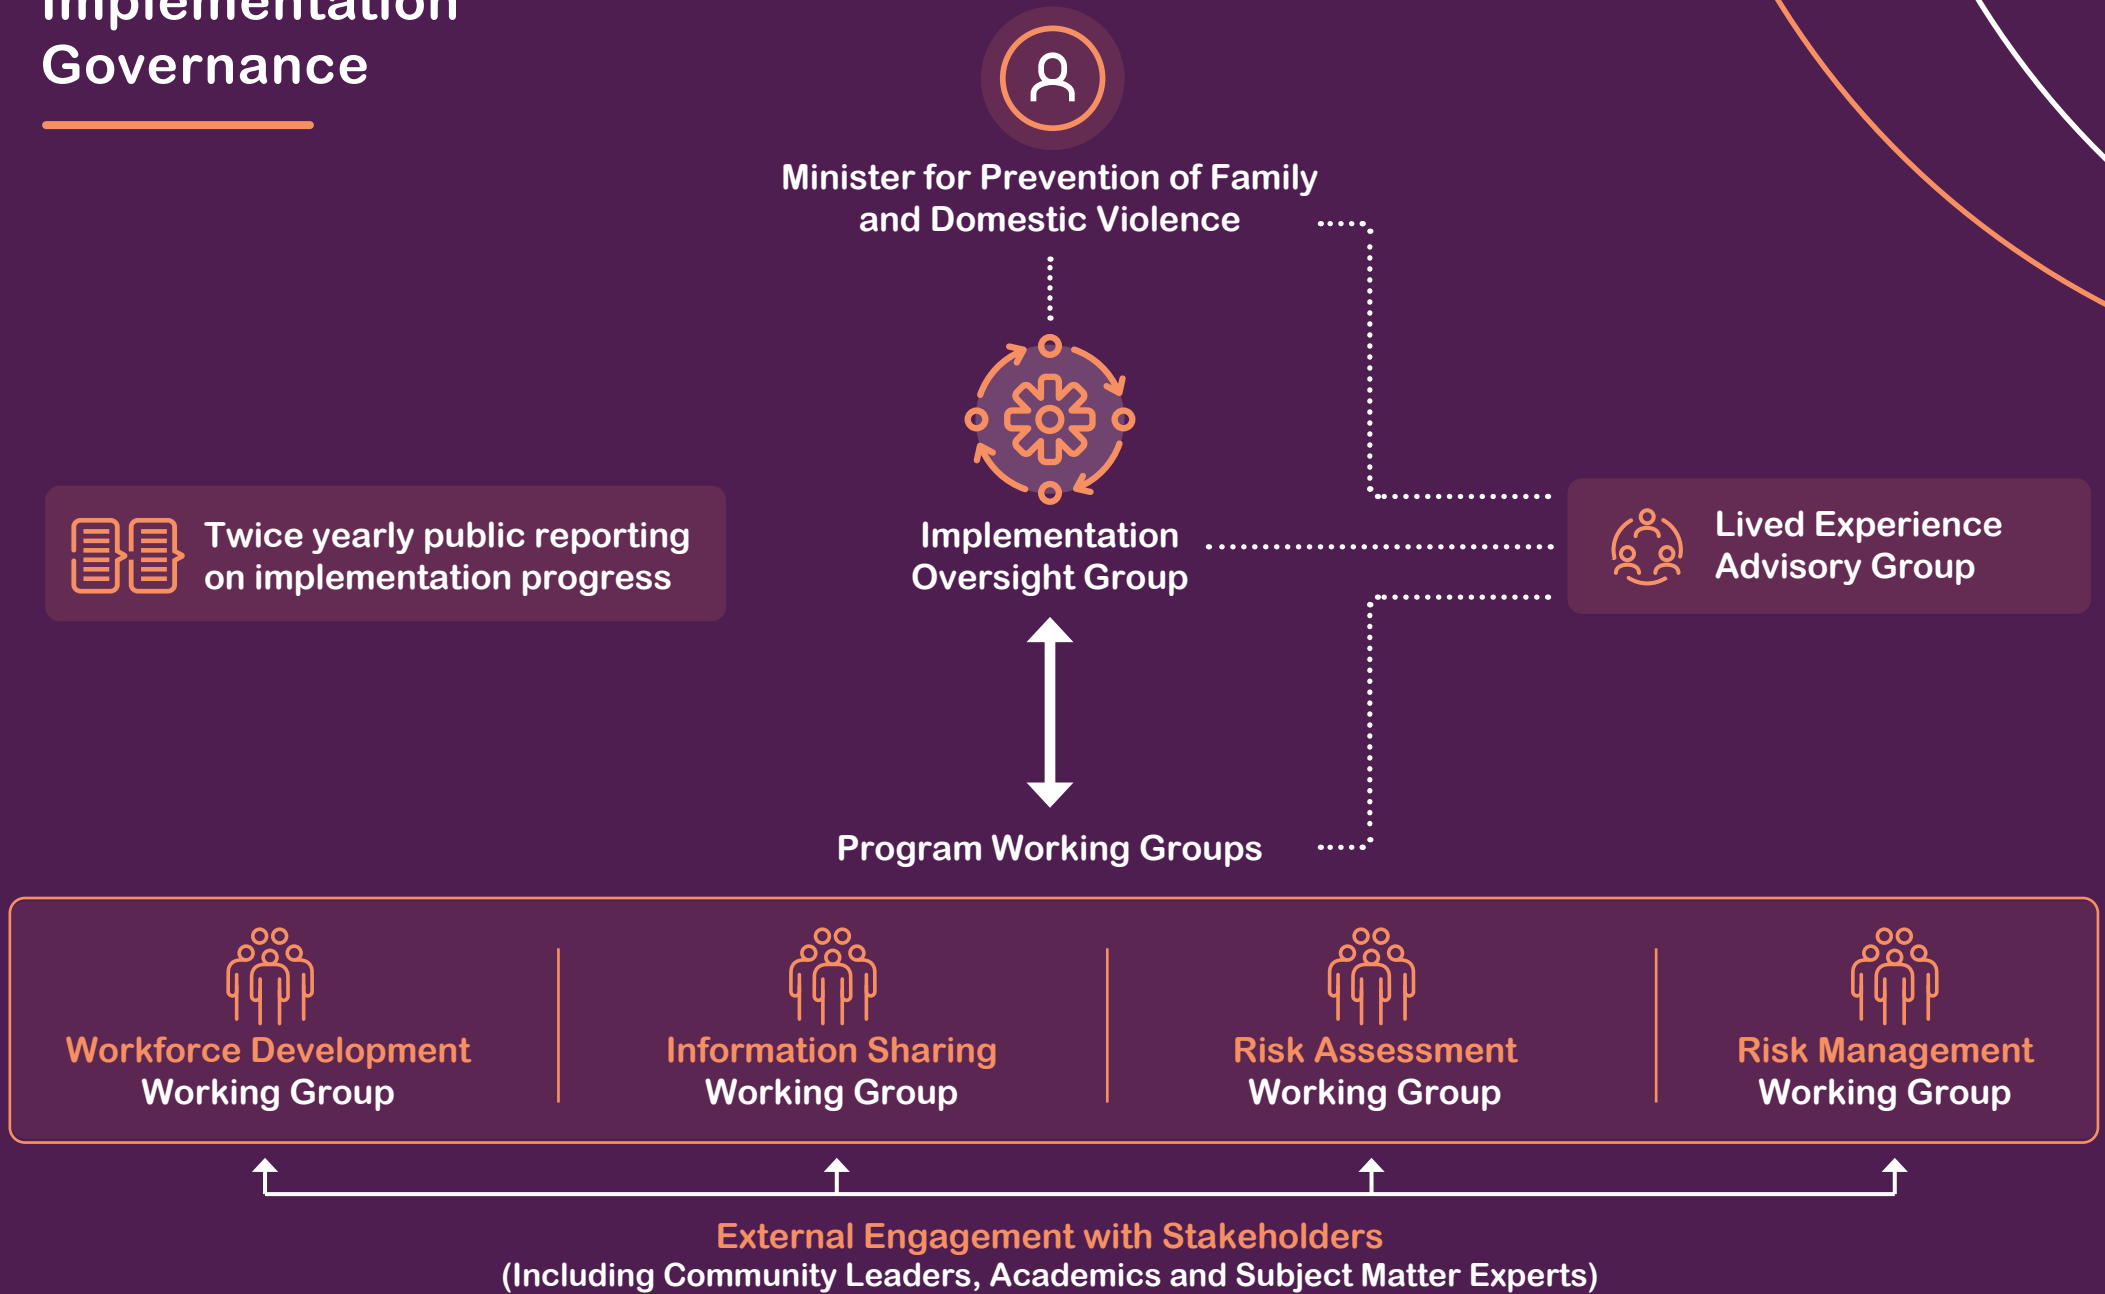 Implementation
Governance
Minister for Prevention of Family
and Domestic Violence
Twice yearly public reporting
on implementation progress
Implementation
Oversight Group
Lived Experience
Advisory Group
Program Working Groups
Workforce Development
Working Group
Information Sharing
Working Group
Risk Assessment
Working Group
Risk Management
Working Group
External Engagement with Stakeholders
(Including Community Leaders, Academics and Subject Matter Experts)